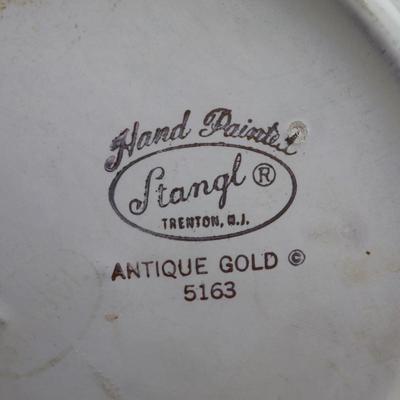 Hand Painted
Stangl ®
TRENTON, N.J.
ANTIQUE GOLD ©
5163